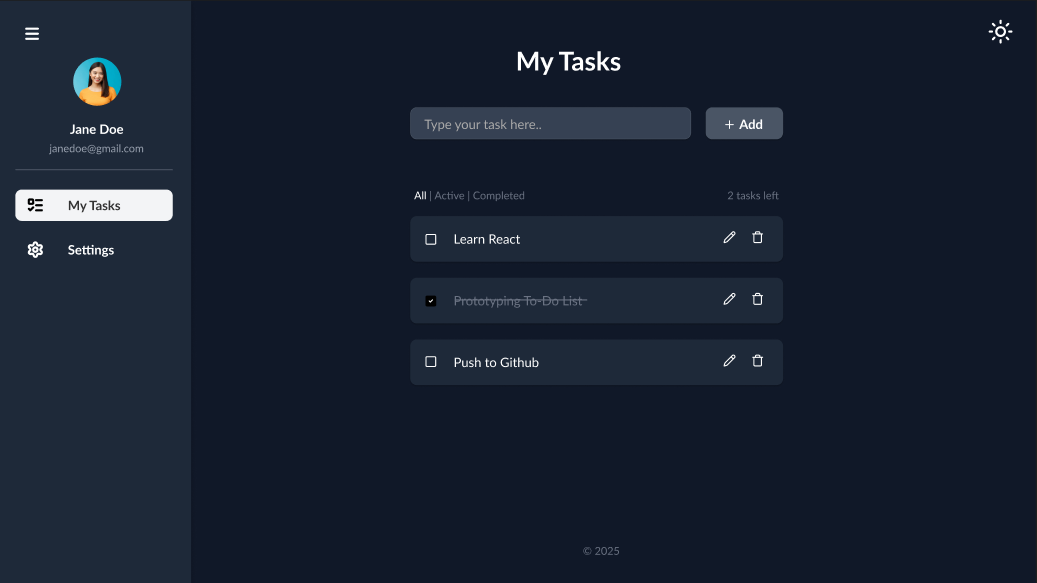 My Tasks
Jane Doe
janedoe@gmail.com
My Tasks
Settings
Type your task here..
+ Add
All | Active | Completed
2 tasks left
Learn React
Prototyping To-Do List
Push to Github
© 2025